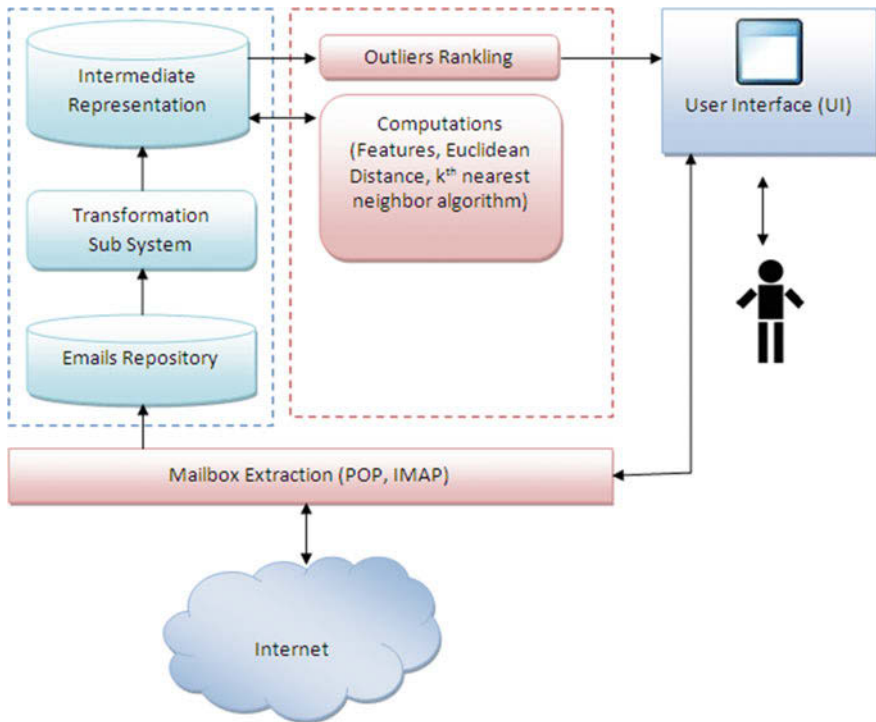 Intermediate
Representation
Outliers Rankling
User Interface (UI)
Computations
(Features, Euclidean
Distance, kth nearest
neighbor algorithm)
Transformation
Sub System
Emails Repository
Mailbox Extraction (POP, IMAP)
Internet